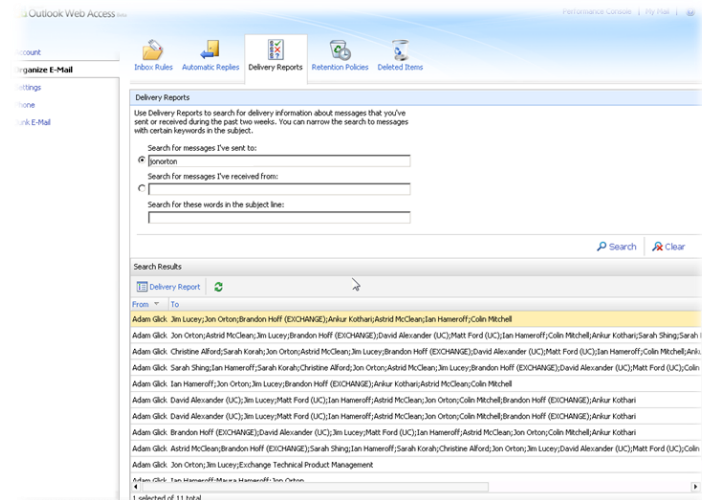 Outlook Web Access Beta
Performance Console | My Mail |
ccount
rganize E-Mail
ettings
hone
nk E-Mail
Inbox Rules Automatic Replies Delivery Reports Retention Policies Deleted Items
Delivery Reports
Use Delivery Reports to search for delivery information about messages that you've
sent or received during the past two weeks. You can narrow the search to messages
with certain keywords in the subject.
Search for messages I've sent to:
jonorton
Search for messages I've received from:
Search for these words in the subject line:
Search Clear
Search Results
Delivery Report
From To
Adam Glick Jim Lucey;Jon Orton;Brandon Hoff (EXCHANGE);Ankur Kothari;Astrid McClean;Ian Hameroff;Colin Mitchell
Adam Glick Jon Orton;Astrid McClean;Jim Lucey;Brandon Hoff (EXCHANGE);David Alexander (UC);Matt Ford (UC);Ian Hameroff;Colin Mitchell;Ankur Kothari;Sarah Shing;Sarah
Adam Glick Christine Alford;Sarah Korah;Jon Orton;Astrid McClean;Jim Lucey;Brandon Hoff (EXCHANGE);David Alexander (UC);Matt Ford (UC);Ian Hameroff;Colin Mitchell;Anku
Adam Glick Sarah Shing;Ian Hameroff;Sarah Korah;Christine Alford;Jon Orton;Astrid McClean;Jim Lucey;Brandon Hoff (EXCHANGE);David Alexander (UC);Matt Ford (UC);Colin
Adam Glick Ian Hameroff;Jon Orton;Jim Lucey;Brandon Hoff (EXCHANGE);Ankur Kothari;Astrid McClean;Colin Mitchell
Adam Glick David Alexander (UC);Jim Lucey;Matt Ford (UC);Ian Hameroff;Astrid McClean;Jon Orton;Colin Mitchell;Brandon Hoff (EXCHANGE);Ankur Kothari
Adam Glick David Alexander (UC);Jim Lucey;Matt Ford (UC);Ian Hameroff;Astrid McClean;Jon Orton;Colin Mitchell;Brandon Hoff (EXCHANGE);Ankur Kothari
Adam Glick Brandon Hoff (EXCHANGE);David Alexander (UC);Jim Lucey;Matt Ford (UC);Ian Hameroff;Astrid McClean;Jon Orton;Colin Mitchell;Ankur Kothari
Adam Glick Astrid McClean;Brandon Hoff (EXCHANGE);Sarah Shing;Ian Hameroff;Sarah Korah;Christine Alford;Jon Orton;Jim Lucey;David Alexander (UC);Matt Ford (UC);Colin
Adam Glick Jon Orton;Jim Lucey;Exchange Technical Product Management
Adam Glick Ian Hameroff;Maura Hameroff;Jon Orton
1 selected of 11 total